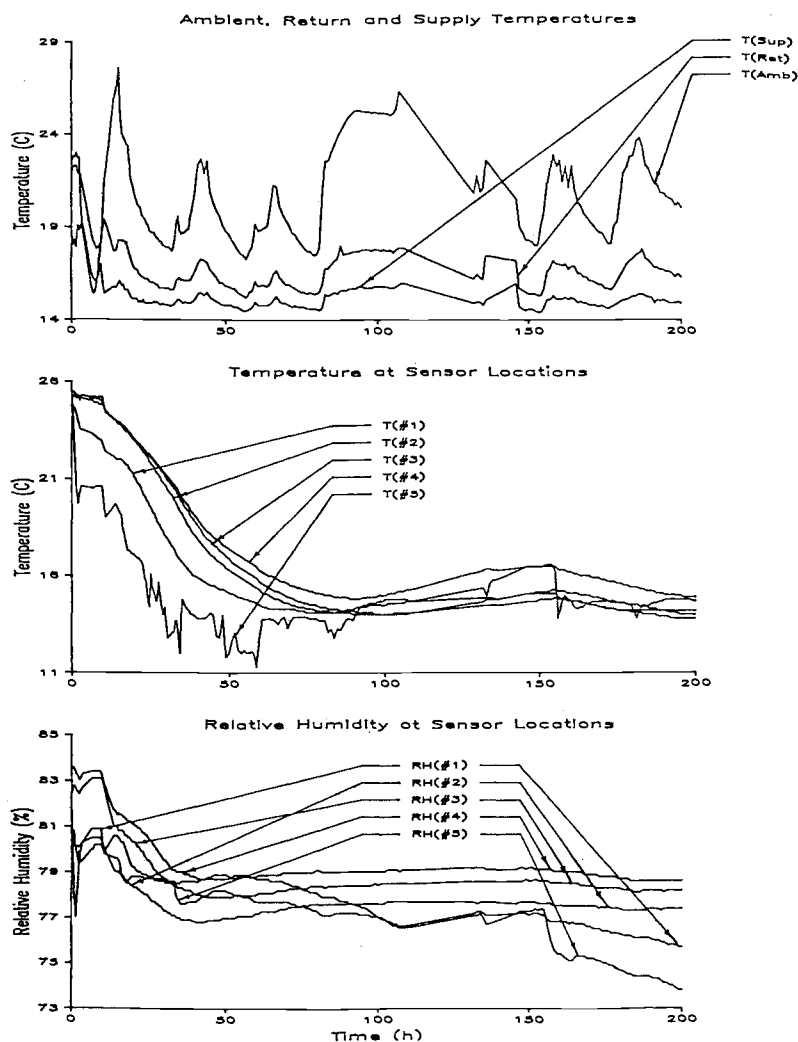 Ambient, Return and Supply Temperatures
T(Sup)
T(Ret)
T(Amb)
Temperature (C)
29
24
19
14
0
50
100
150
200
Temperature at Sensor Locations
Temperature (C)
26
21
16
11
T(#1)
T(#2)
T(#3)
T(#4)
T(#5)
0
50
100
150
200
Relative Humidity at Sensor Locations
Relative Humidity (%)
85
83
81
79
77
75
73
RH(#1)
RH(#2)
RH(#3)
RH(#4)
RH(#5)
0
50
100
150
200
Time (h)